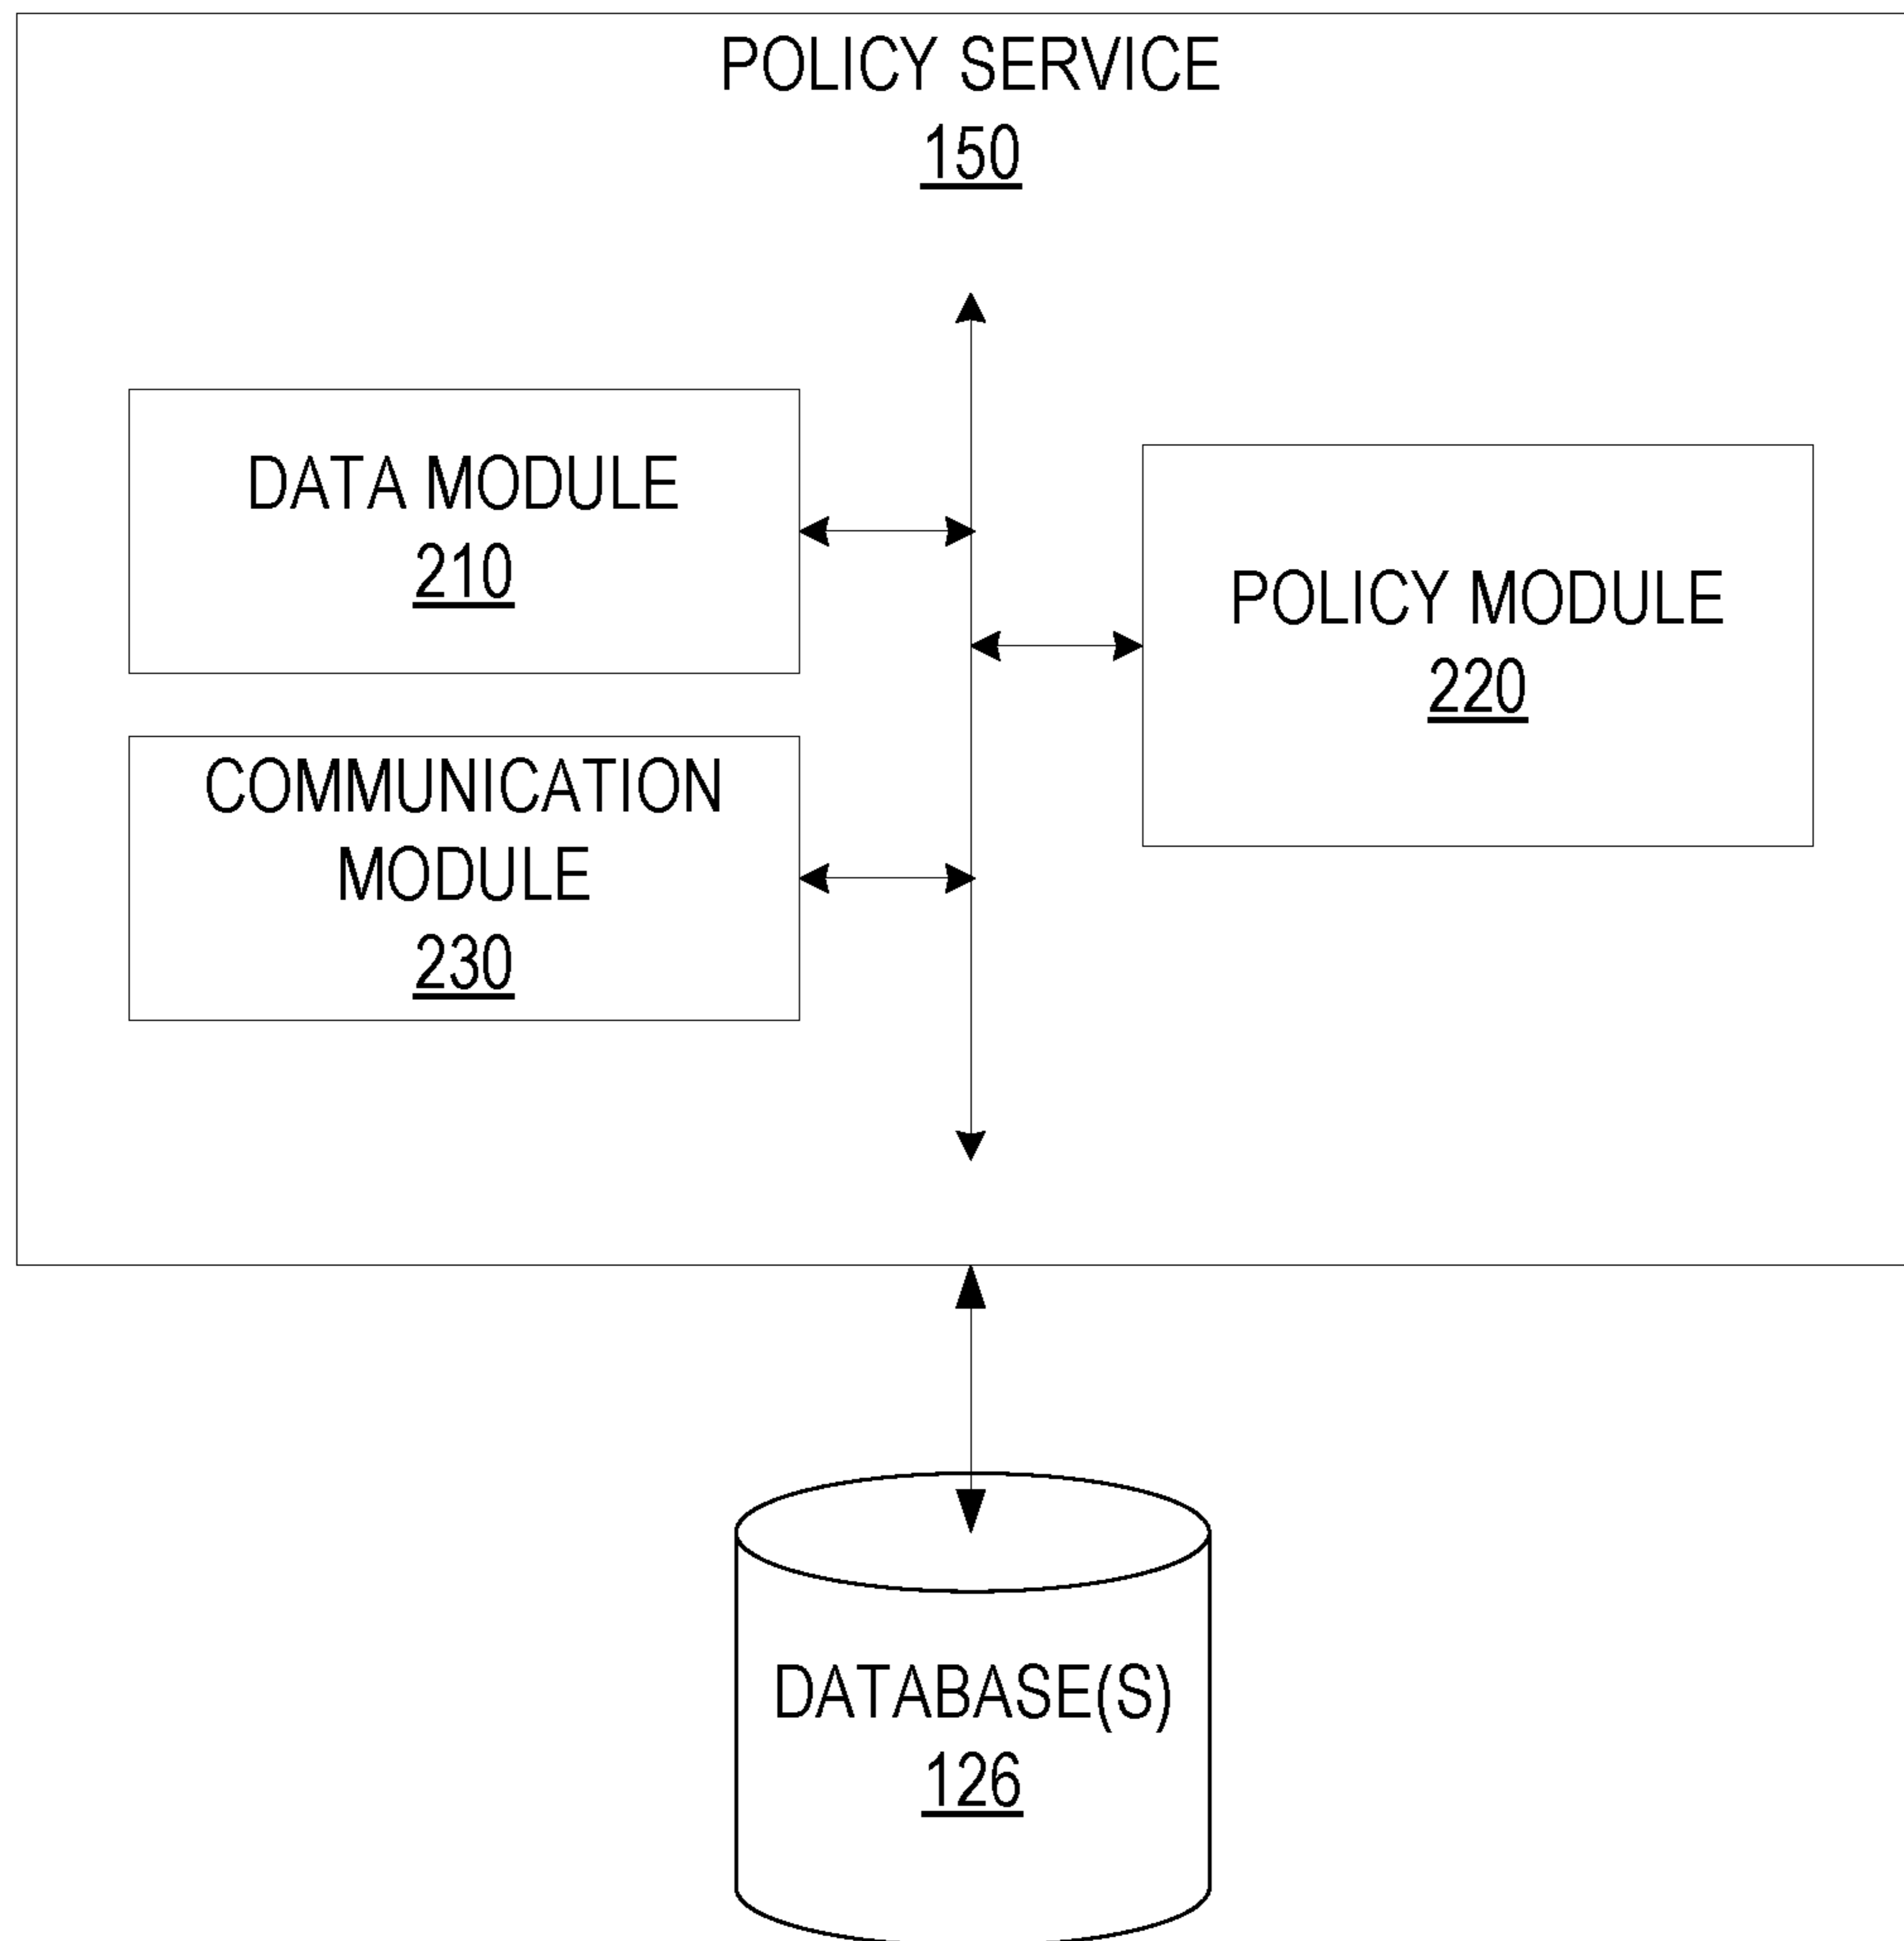 POLICY SERVICE
150
DATA MODULE
210
POLICY MODULE
220
COMMUNICATION
MODULE
230
DATABASE(S)
126